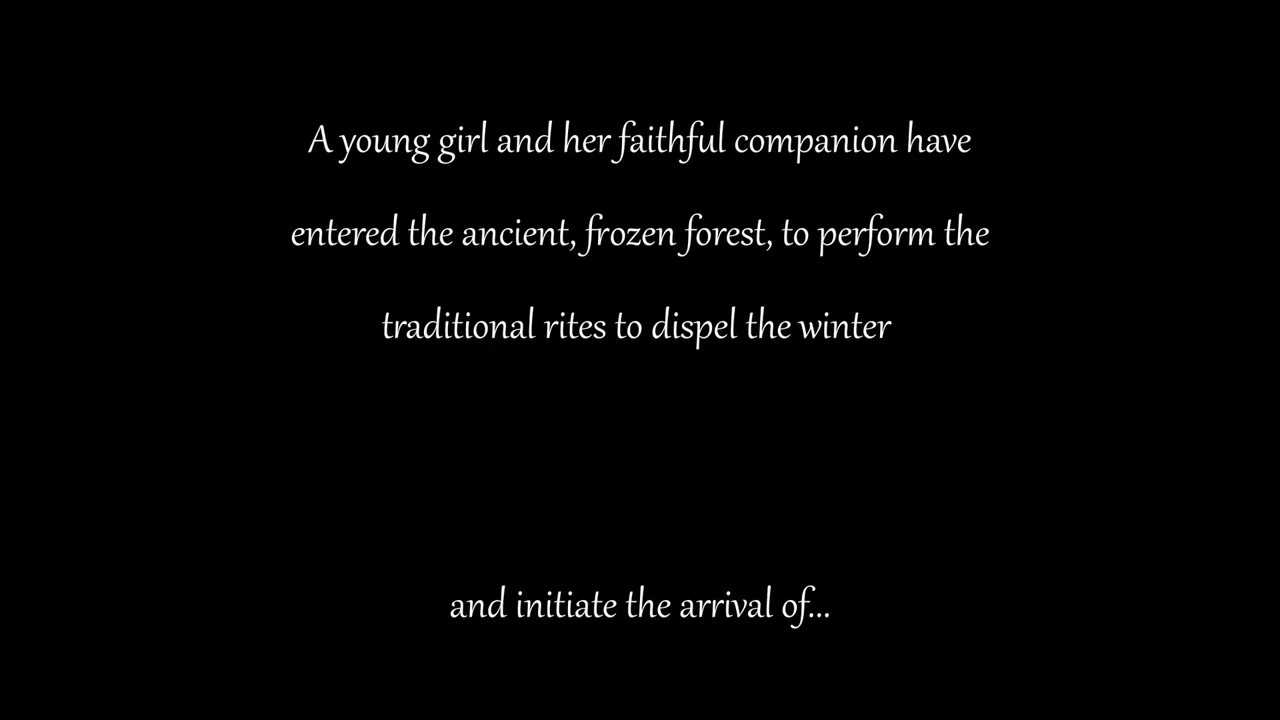 A young girl and her faithful companion have
entered the ancient, frozen forest, to perform the
traditional rites to dispel the winter
and initiate the arrival of...